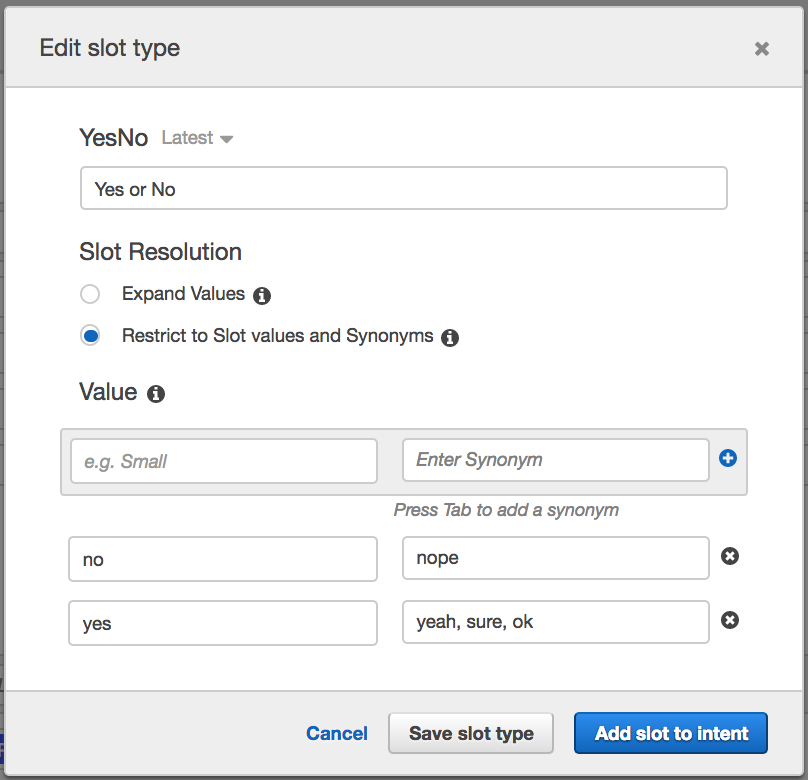 Edit slot type
YesNo Latest
Yes or No
Slot Resolution
Expand Values
Restrict to Slot values and Synonyms
Value
e.g. Small Enter Synonym
Press Tab to add a synonym
no nope
yes yeah, sure, ok
Cancel Save slot type Add slot to intent